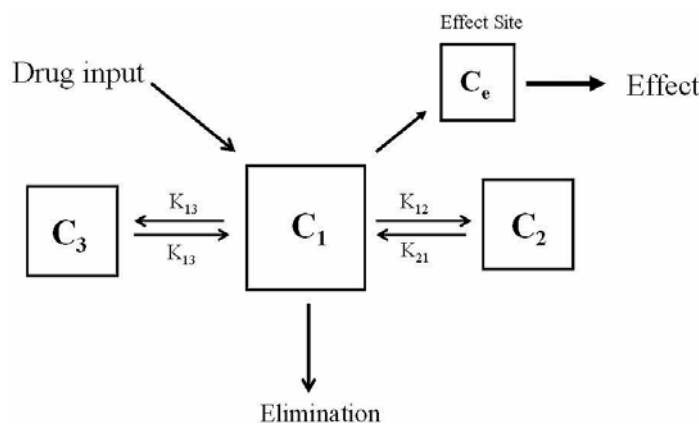 Effect Site
Drug input
Cₑ
Effect
K₁₃
K₁₂
C₃
C₁
C₂
K₁₃
K₂₁
Elimination